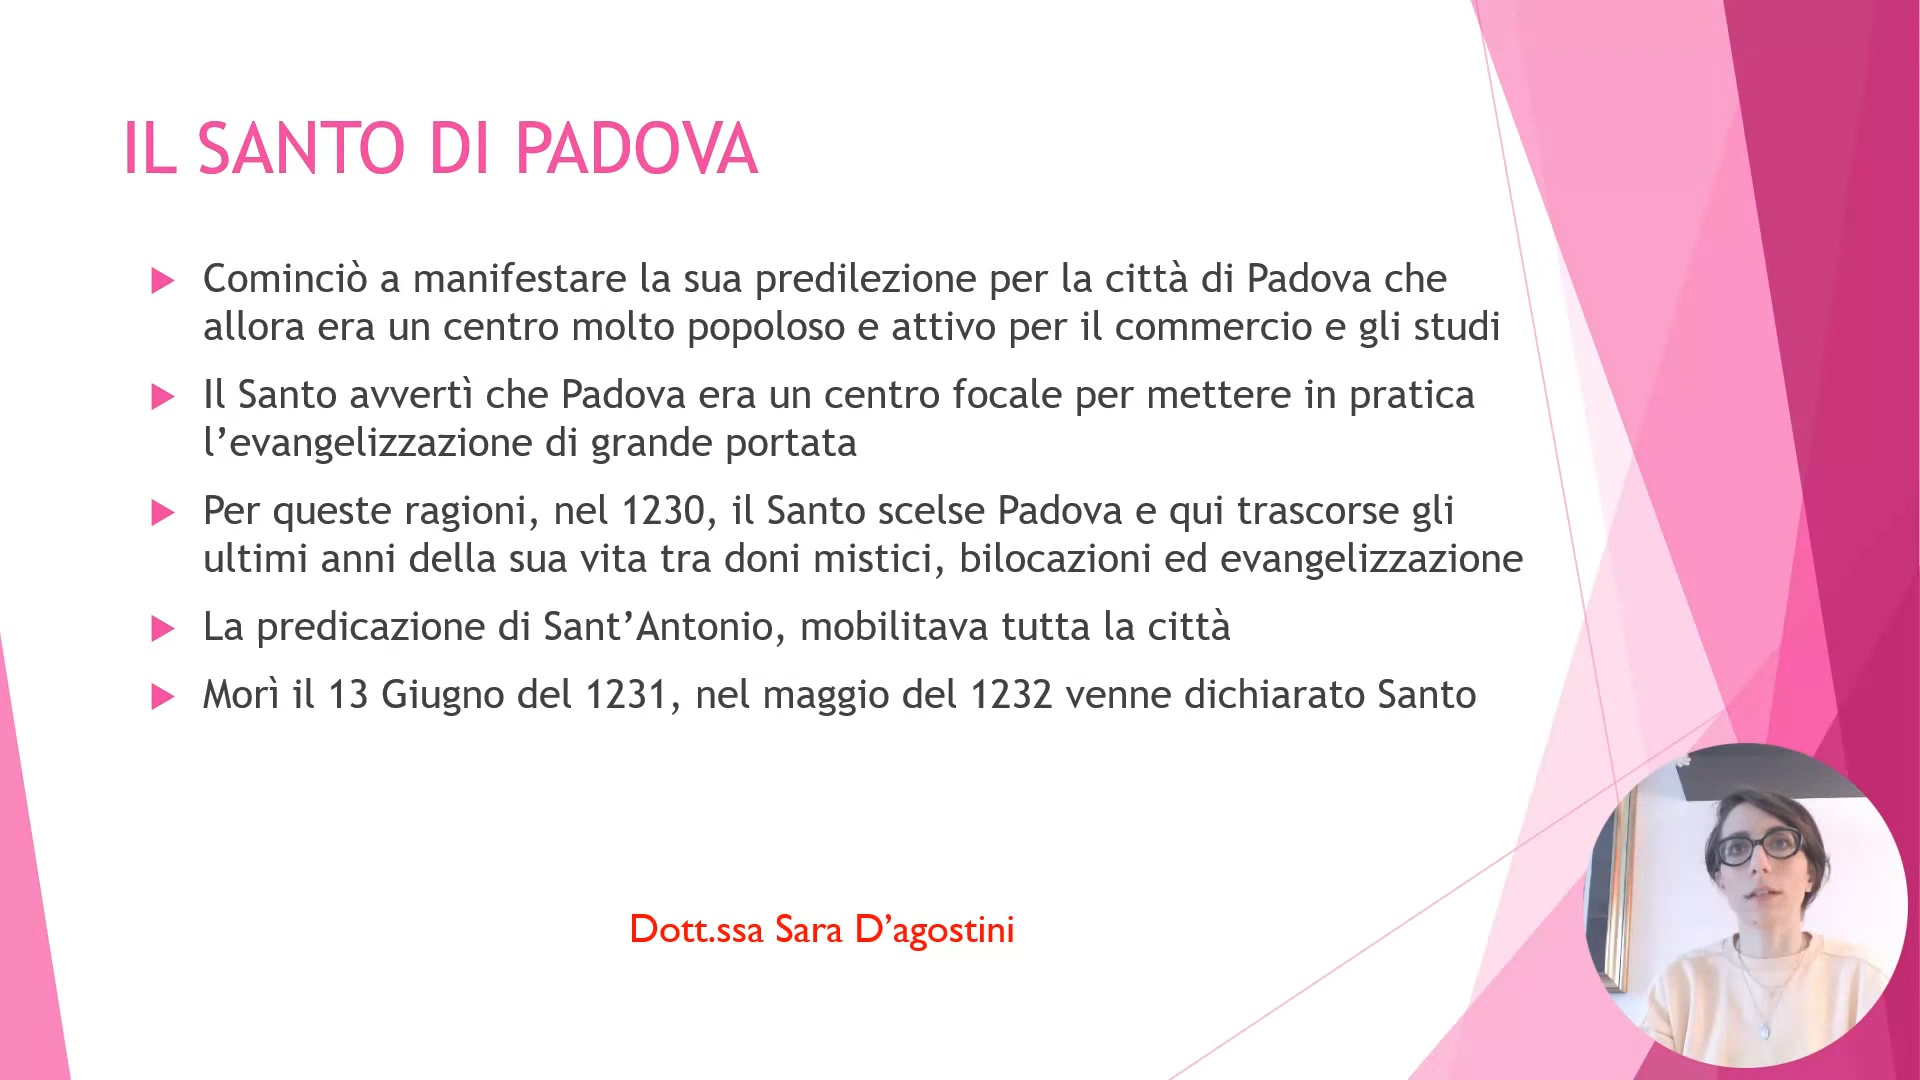 IL SANTO DI PADOVA
Cominciò a manifestare la sua predilezione per la città di Padova che
allora era un centro molto popoloso e attivo per il commercio e gli studi
Il Santo avvertì che Padova era un centro focale per mettere in pratica
l’evangelizzazione di grande portata
Per queste ragioni, nel 1230, il Santo scelse Padova e qui trascorse gli
ultimi anni della sua vita tra doni mistici, bilocazioni ed evangelizzazione
La predicazione di Sant’Antonio, mobilitava tutta la città
Morì il 13 Giugno del 1231, nel maggio del 1232 venne dichiarato Santo
Dott.ssa Sara D’agostini